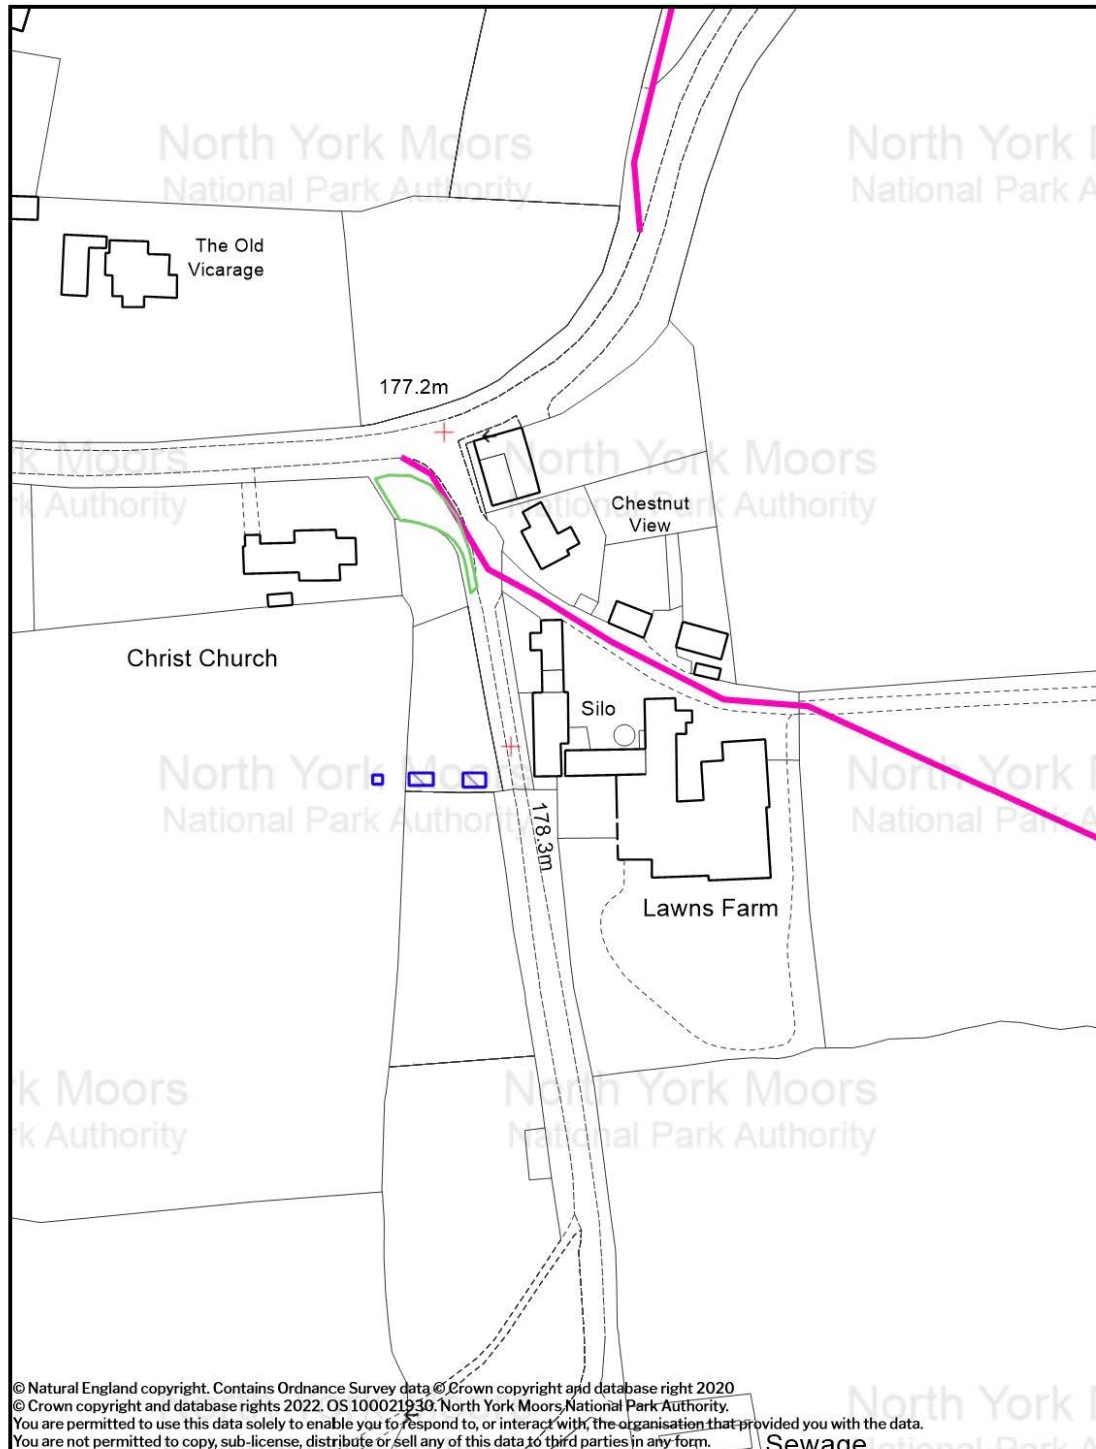 North York Moors
National Park Authority
North York M
National Park A
The Old
Vicarage
177.2m
k Moors
rk Authority
North York Moors
National Park Authority
Chestnut
View
Christ Church
Silo
North York Moors
National Park Authority
North York M
National Park A
178.3m
Lawns Farm
k Moors
rk Authority
North York Moors
National Park Authority
© Natural England copyright. Contains Ordnance Survey data © Crown copyright and database right 2020
© Crown copyright and database rights 2022. OS 100021930. North York Moors National Park Authority.
You are permitted to use this data solely to enable you to respond to, or interact with, the organisation that provided you with the data.
You are not permitted to copy, sub-license, distribute or sell any of this data to third parties in any form.
North York M
Sewage